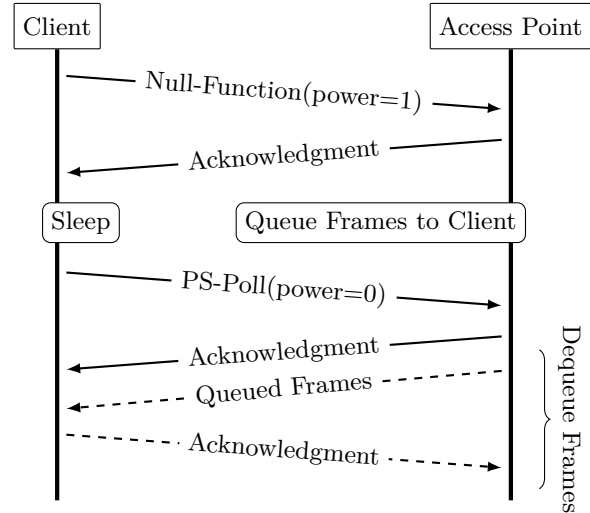 Client
Access Point
Null-Function(power=1)
Acknowledgment
Sleep
Queue Frames to Client
PS-Poll(power=0)
Acknowledgment
Queued Frames
Acknowledgment
Dequeue Frames